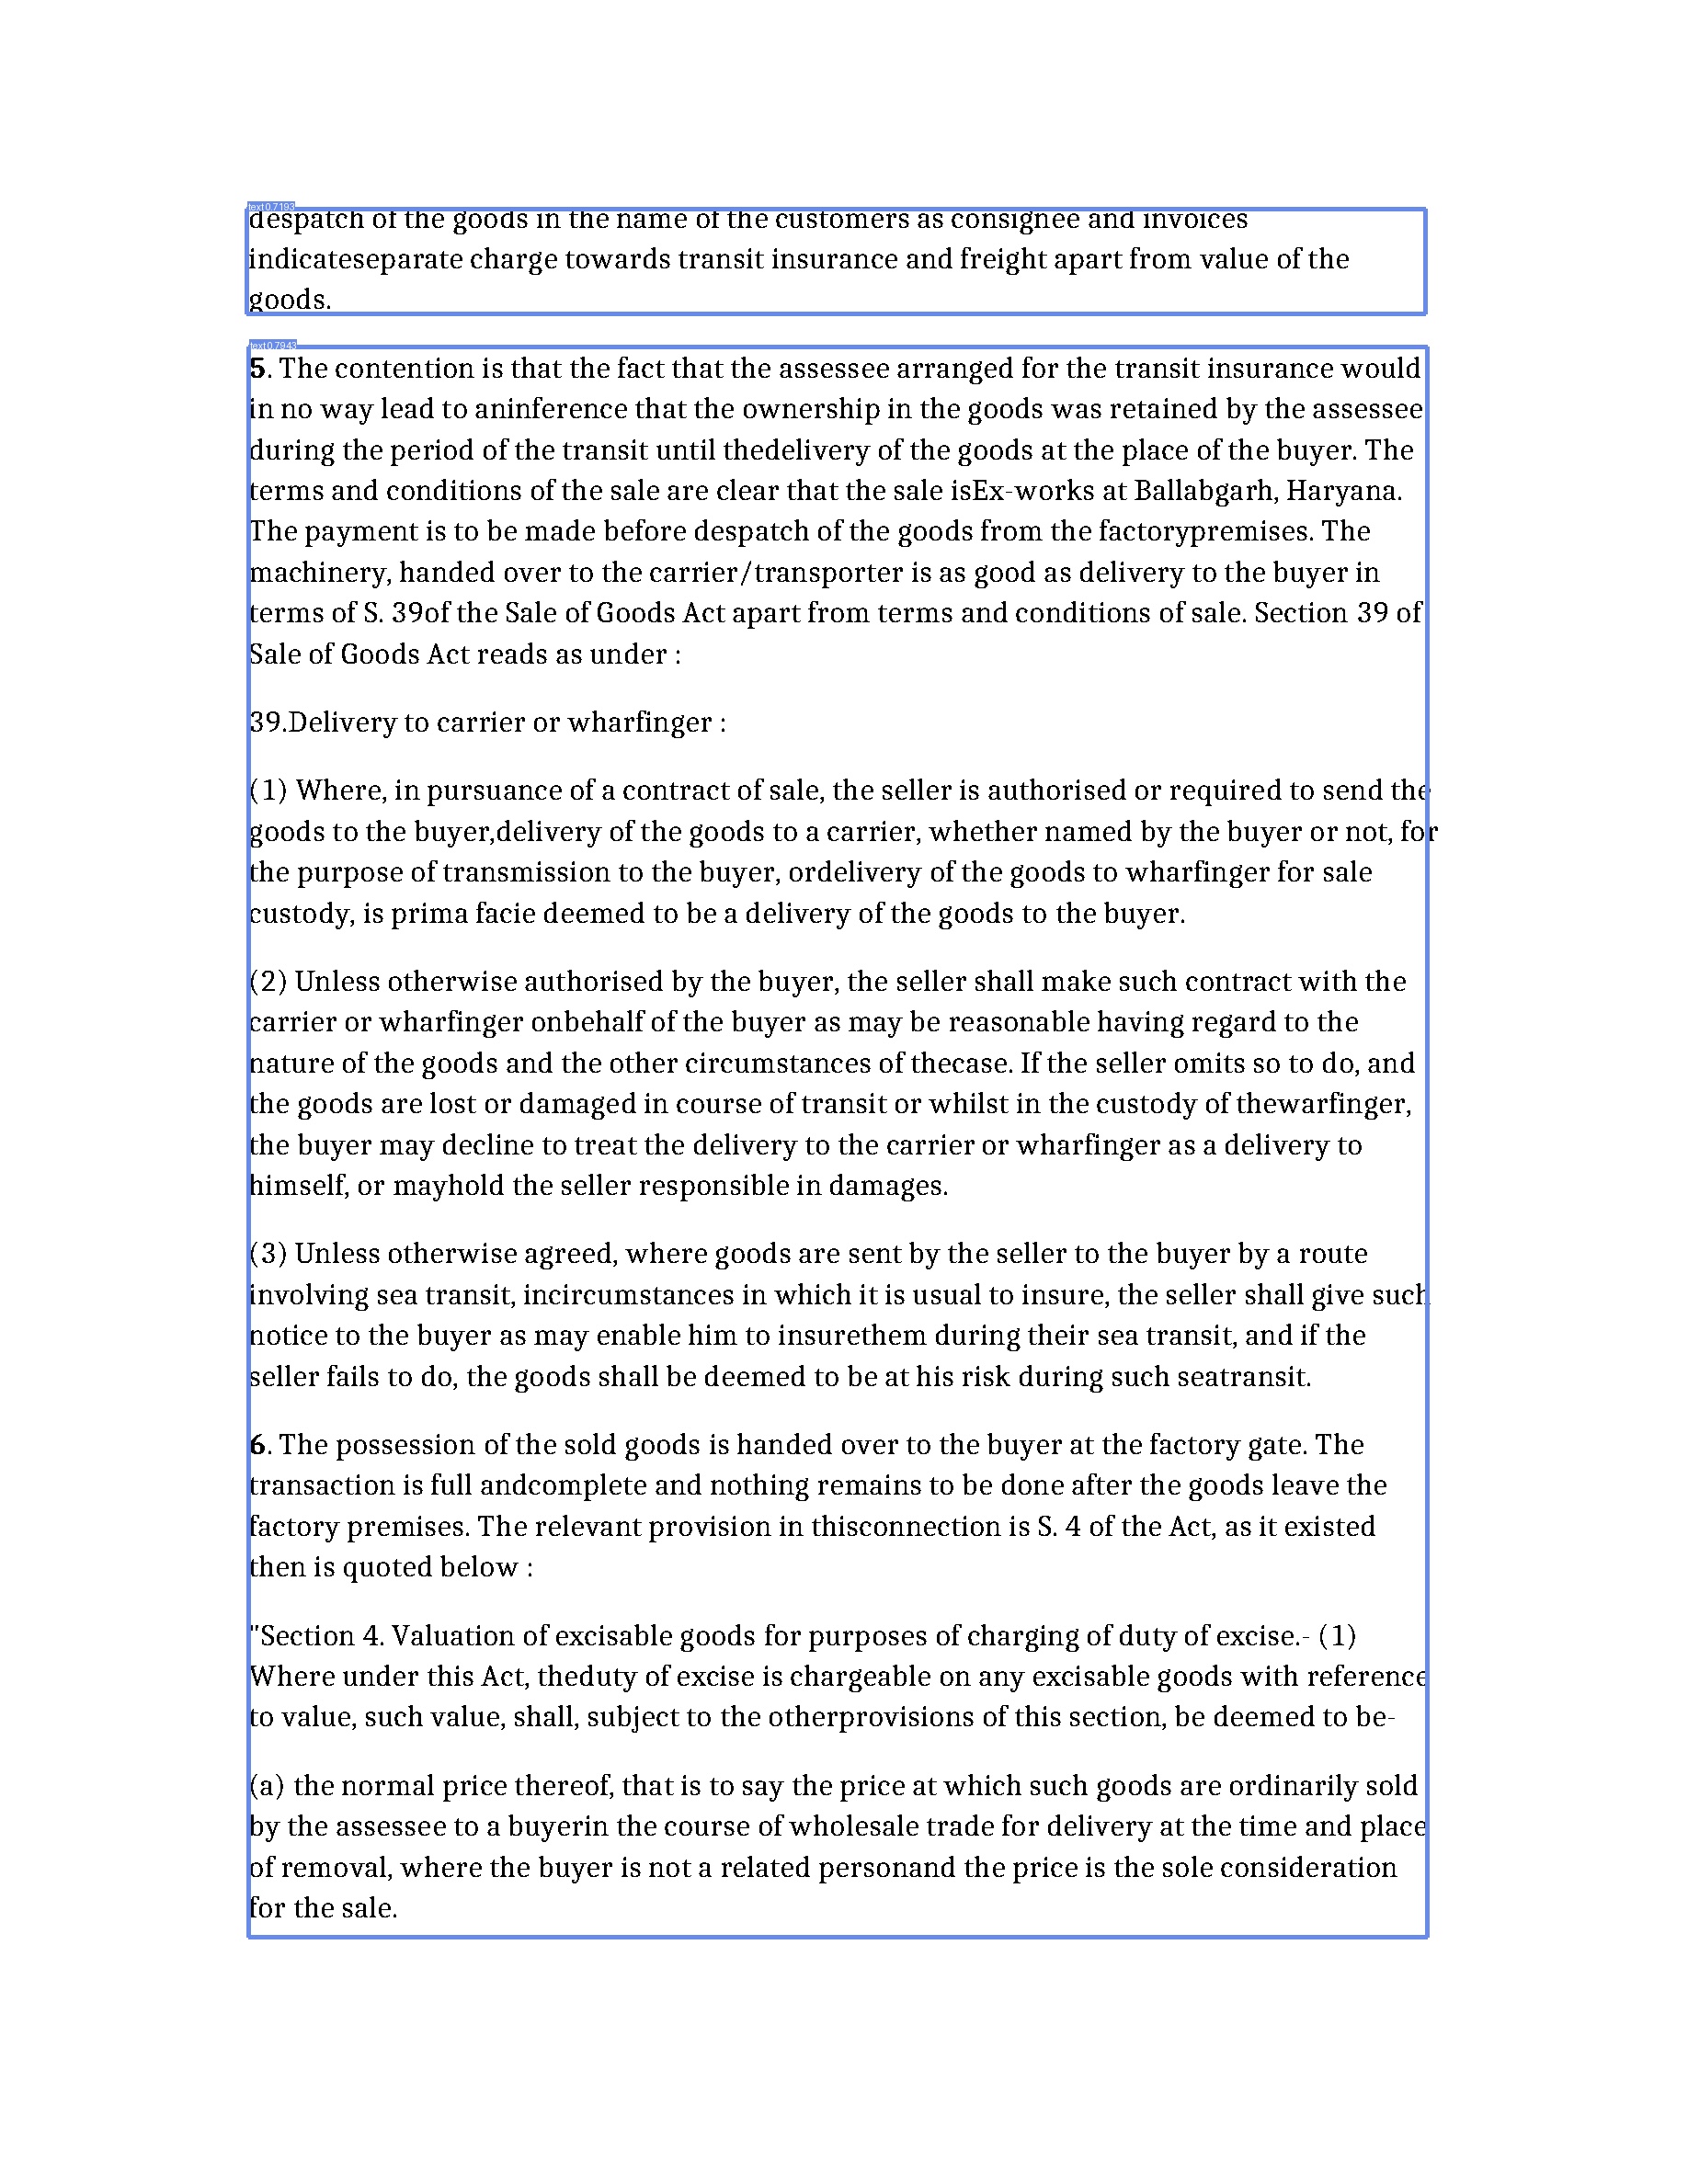 text 0.7193
despatch of the goods in the name of the customers as consignee and invoices
indicateseparate charge towards transit insurance and freight apart from value of the
goods.
text 0.7943
5. The contention is that the fact that the assessee arranged for the transit insurance would
in no way lead to aninference that the ownership in the goods was retained by the assessee
during the period of the transit until thedelivery of the goods at the place of the buyer. The
terms and conditions of the sale are clear that the sale isEx-works at Ballabgarh, Haryana.
The payment is to be made before despatch of the goods from the factorypremises. The
machinery, handed over to the carrier/transporter is as good as delivery to the buyer in
terms of S. 39of the Sale of Goods Act apart from terms and conditions of sale. Section 39 of
Sale of Goods Act reads as under :
39.Delivery to carrier or wharfinger :
(1) Where, in pursuance of a contract of sale, the seller is authorised or required to send the
goods to the buyer,delivery of the goods to a carrier, whether named by the buyer or not, for
the purpose of transmission to the buyer, ordelivery of the goods to wharfinger for sale
custody, is prima facie deemed to be a delivery of the goods to the buyer.
(2) Unless otherwise authorised by the buyer, the seller shall make such contract with the
carrier or wharfinger onbehalf of the buyer as may be reasonable having regard to the
nature of the goods and the other circumstances of thecase. If the seller omits so to do, and
the goods are lost or damaged in course of transit or whilst in the custody of thewarfinger,
the buyer may decline to treat the delivery to the carrier or wharfinger as a delivery to
himself, or mayhold the seller responsible in damages.
(3) Unless otherwise agreed, where goods are sent by the seller to the buyer by a route
involving sea transit, incircumstances in which it is usual to insure, the seller shall give such
notice to the buyer as may enable him to insurethem during their sea transit, and if the
seller fails to do, the goods shall be deemed to be at his risk during such seatransit.
6. The possession of the sold goods is handed over to the buyer at the factory gate. The
transaction is full andcomplete and nothing remains to be done after the goods leave the
factory premises. The relevant provision in thisconnection is S. 4 of the Act, as it existed
then is quoted below :
"Section 4. Valuation of excisable goods for purposes of charging of duty of excise.- (1)
Where under this Act, theduty of excise is chargeable on any excisable goods with reference
to value, such value, shall, subject to the otherprovisions of this section, be deemed to be-
(a) the normal price thereof, that is to say the price at which such goods are ordinarily sold
by the assessee to a buyerin the course of wholesale trade for delivery at the time and place
of removal, where the buyer is not a related personand the price is the sole consideration
for the sale.